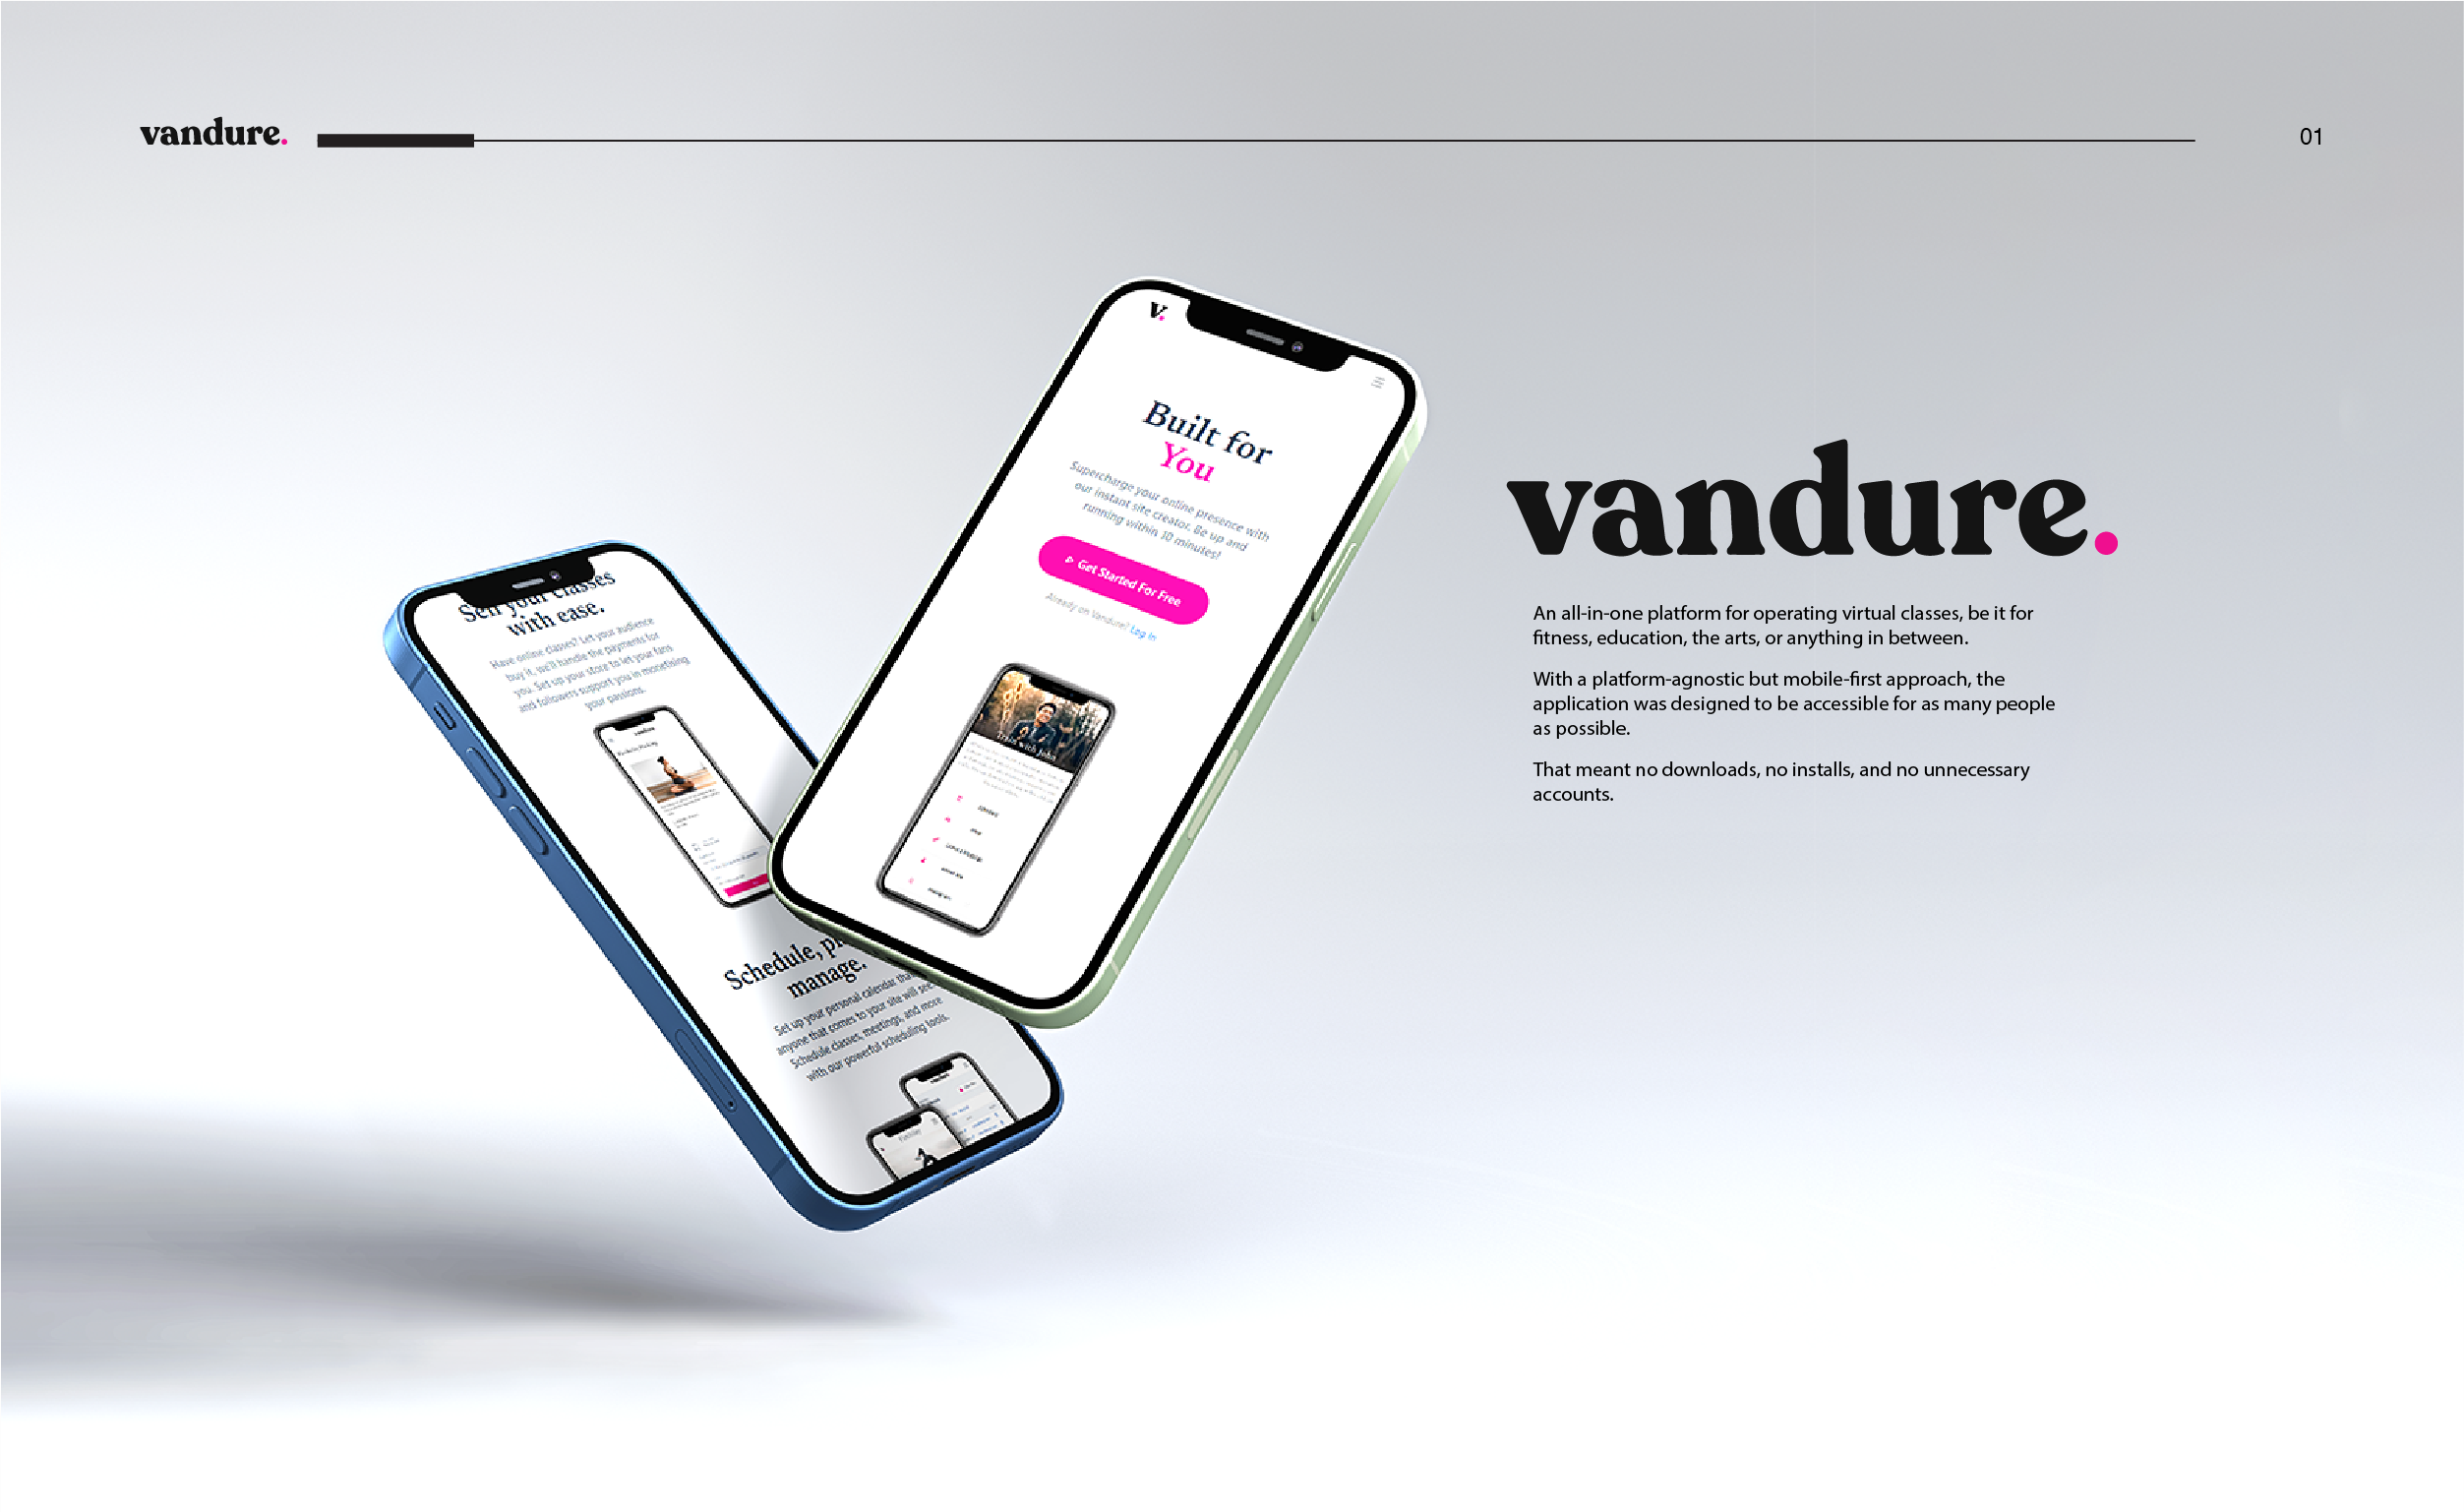 vandure.
01
v.
Built for
You
Supercharge your online presence with
our instant site creator. Be up and
running within 10 minutes!
Get Started For Free
Already on Vandure? Log In
Train with John
Sell your classes
with ease.
Have online classes? Let your audience
buy it, we'll handle the payments for
you. Set up your store to let your fans
and followers support you in monetising
your passions.
Schedule,
manage.
Set up your personal calendar
anyone that comes to your site will see
Schedule classes, meetings, and more
with our powerful scheduling tools.
vandure.
An all-in-one platform for operating virtual classes, be it for
fitness, education, the arts, or anything in between.
With a platform-agnostic but mobile-first approach, the
application was designed to be accessible for as many people
as possible.
That meant no downloads, no installs, and no unnecessary
accounts.